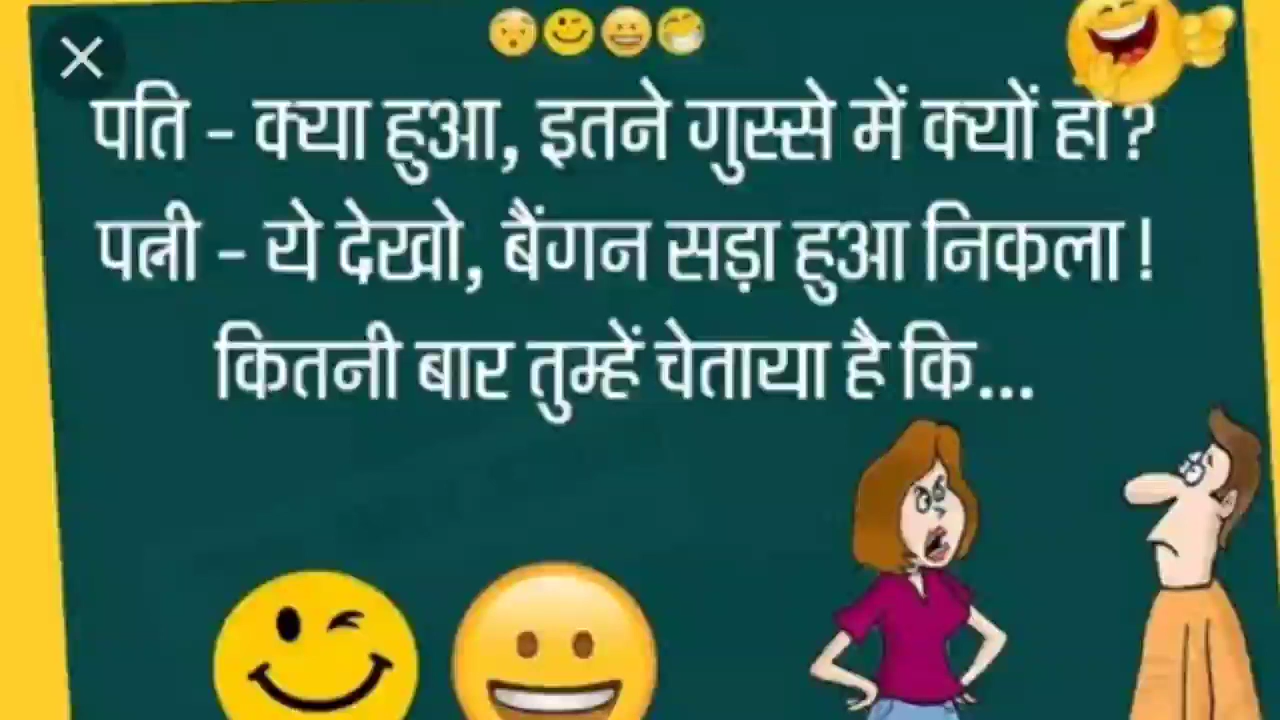 पति - क्या हुआ, इतने गुस्से में क्यों हो?
पत्नी - ये देखो, बैंगन सड़ा हुआ निकला!
कितनी बार तुम्हें चेताया है कि...